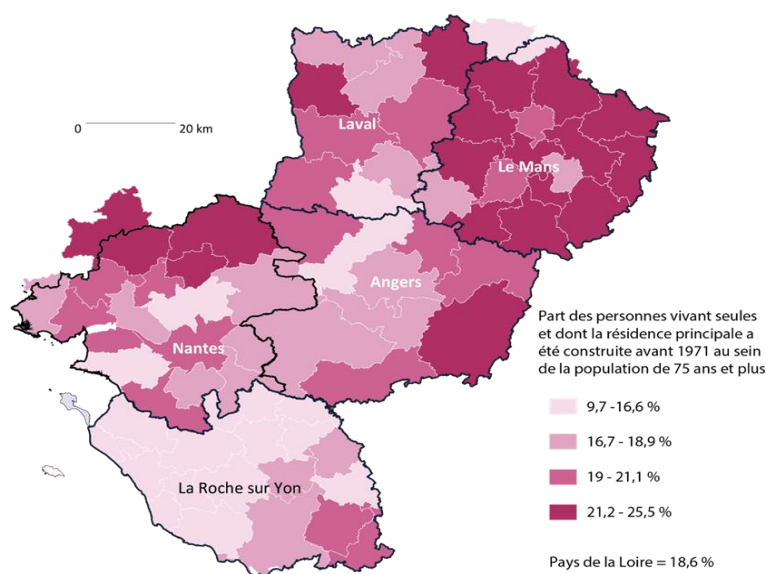 0 20 km
Laval
Le Mans
Angers
Nantes
La Roche sur Yon
Part des personnes vivant seules
et dont la résidence principale a
été construite avant 1971 au sein
de la population de 75 ans et plus
9,7 -16,6 %
16,7 - 18,9 %
19 - 21,1 %
21,2 - 25,5 %
Pays de la Loire = 18,6 %